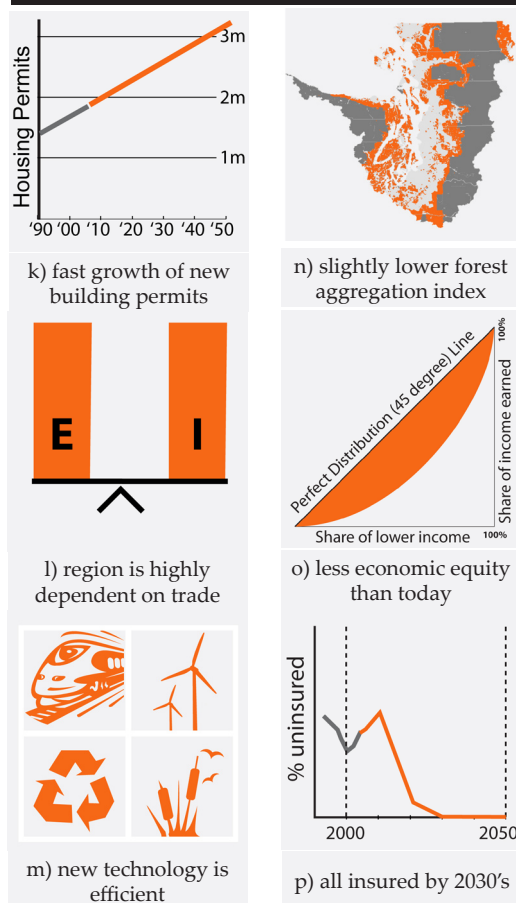 Housing Permits
3m
2m
1m
'90 '00 '10 '20 '30 '40 '50
k) fast growth of new
building permits
n) slightly lower forest
aggregation index
E I
l) region is highly
dependent on trade
Perfect Distribution (45 degree) Line
100%
Share of income earned
Share of lower income
100%
o) less economic equity
than today
m) new technology is
efficient
% uninsured
2000 2050
p) all insured by 2030's